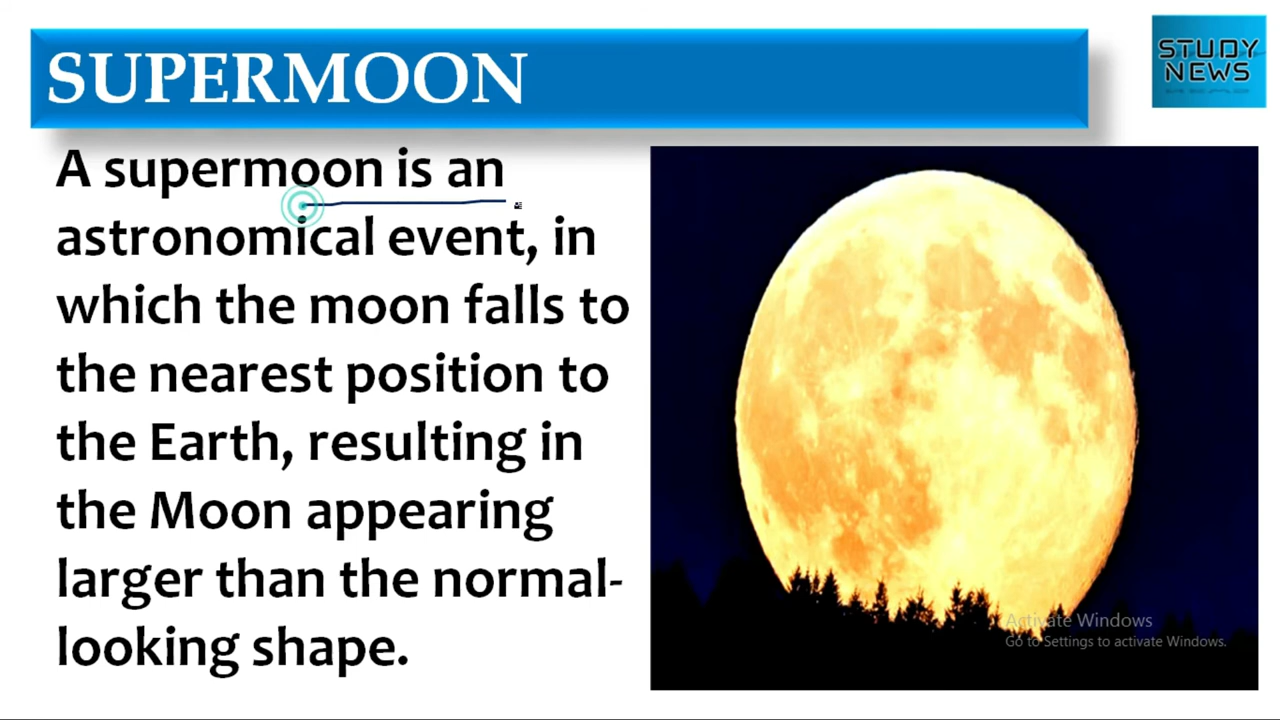 SUPERMOON
STUDY
NEWS
A supermoon is an
astronomical event, in
which the moon falls to
the nearest position to
the Earth, resulting in
the Moon appearing
larger than the normal-
looking shape.
Activate Windows
Go to Settings to activate Windows.